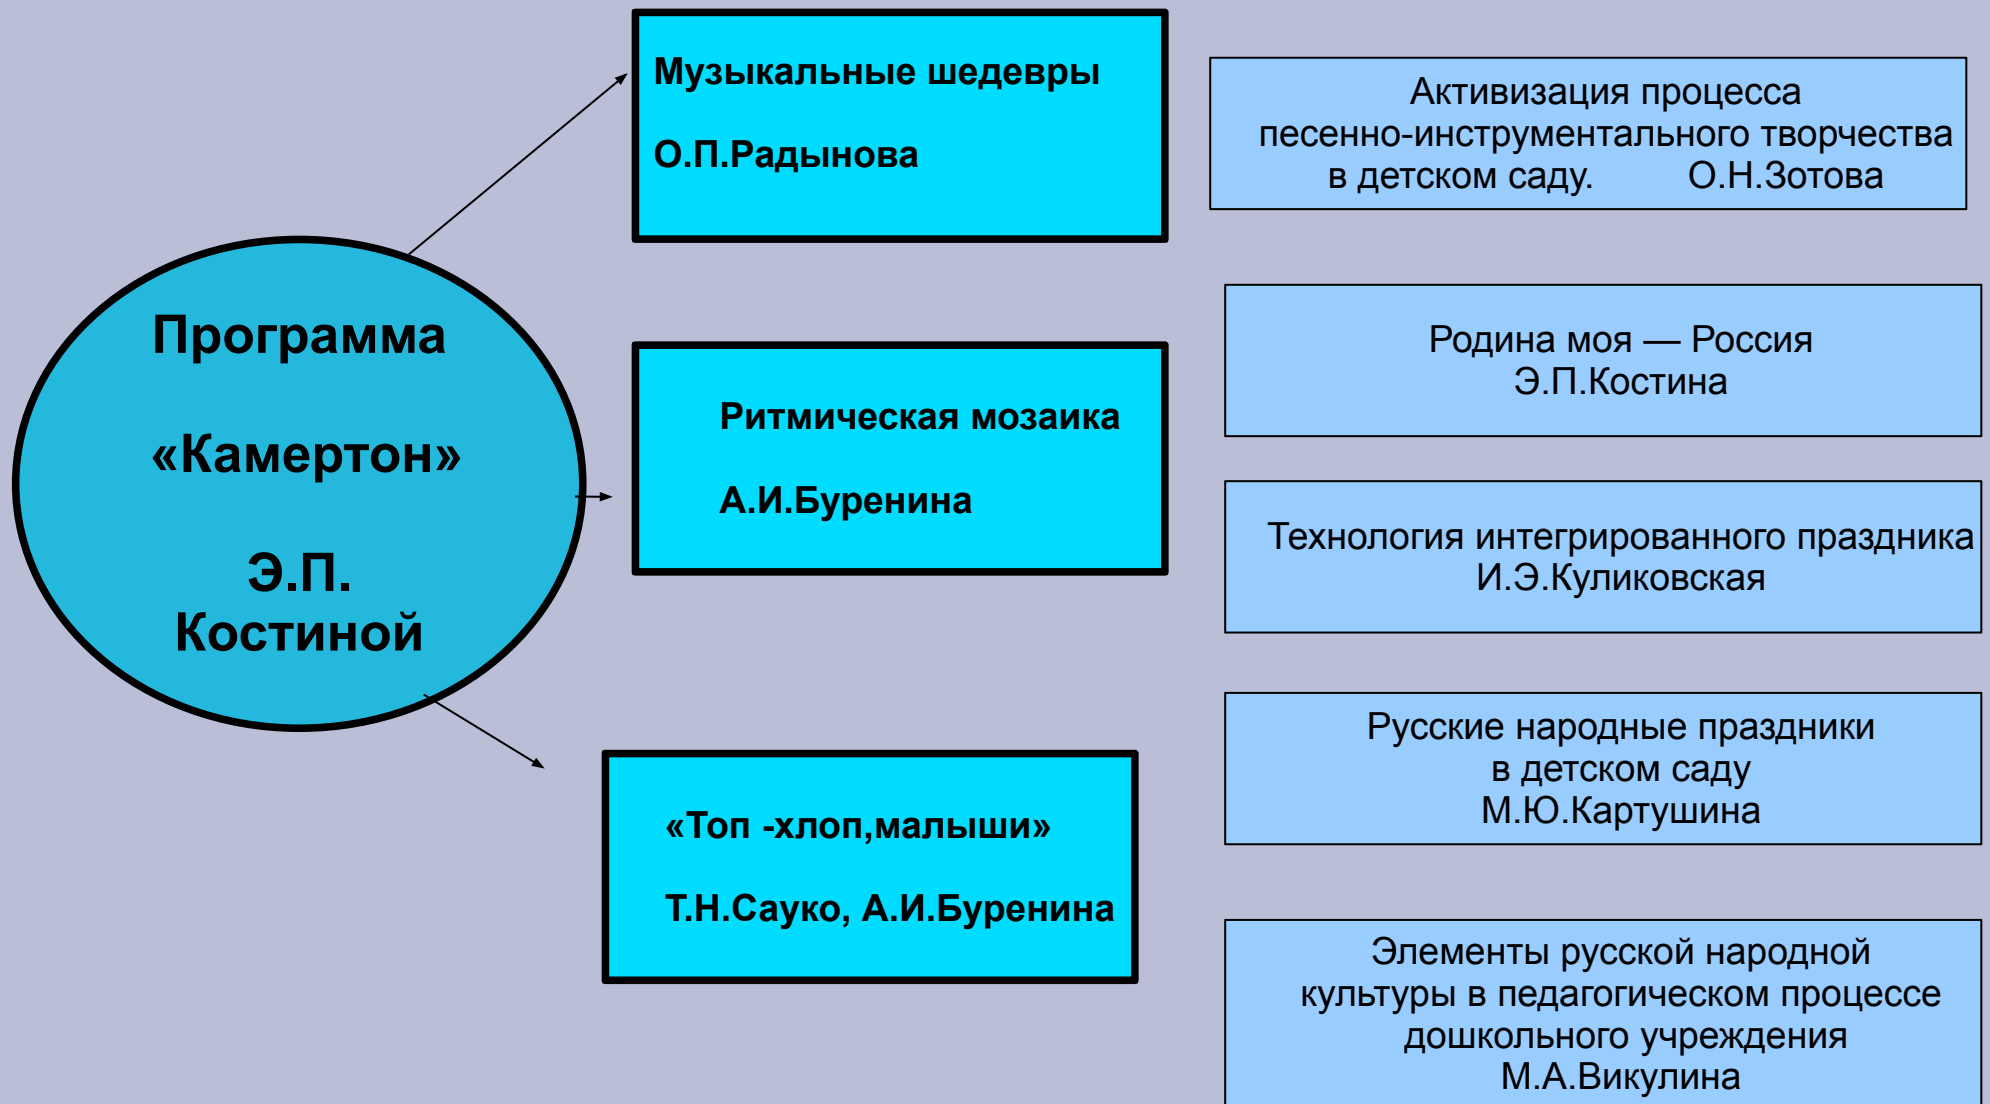 Программа
«Камертон»
Э.П.
Костиной
Музыкальные шедевры
О.П.Радынова
Ритмическая мозаика
А.И.Буренина
«Топ -хлоп,малыши»
Т.Н.Сауко, А.И.Буренина
Активизация процесса
песенно-инструментального творчества
в детском саду. О.Н.Зотова
Родина моя — Россия
Э.П.Костина
Технология интегрированного праздника
И.Э.Куликовская
Русские народные праздники
в детском саду
М.Ю.Картушина
Элементы русской народной
культуры в педагогическом процессе
дошкольного учреждения
М.А.Викулина